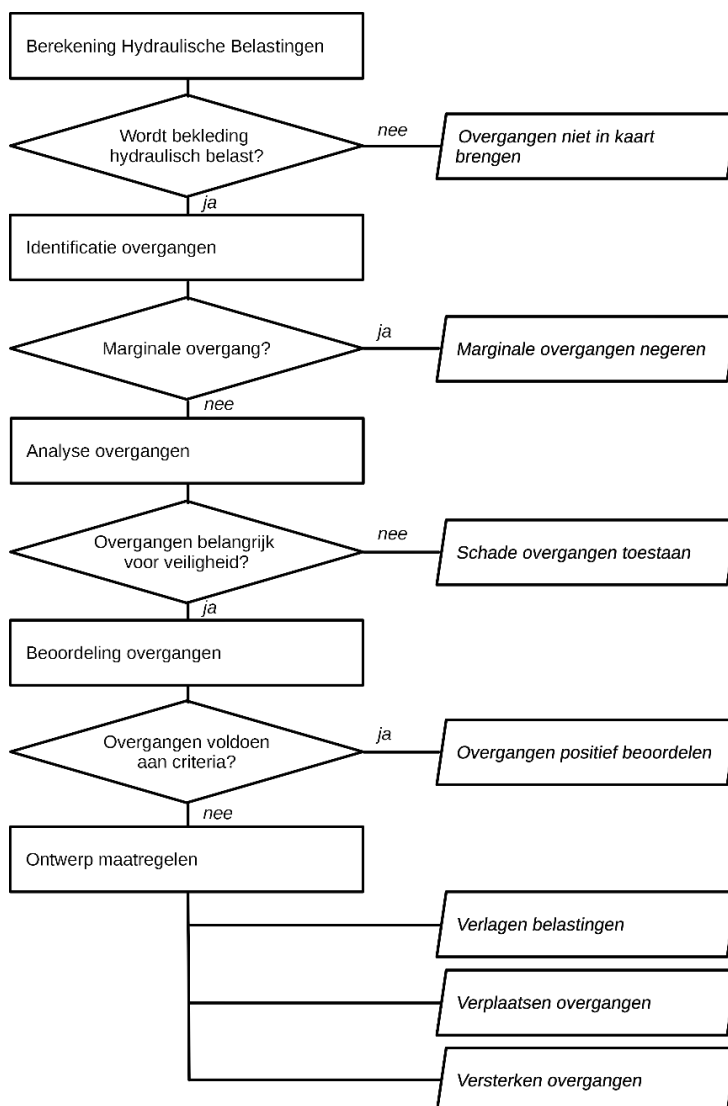 Berekening Hydraulische Belastingen
Wordt bekleding
hydraulisch belast?
nee
Overgangen niet in kaart
brengen
ja
Identificatie overgangen
Marginale overgang?
ja
Marginale overgangen negeren
nee
Analyse overgangen
Overgangen belangrijk
voor veiligheid?
nee
Schade overgangen toestaan
ja
Beoordeling overgangen
Overgangen voldoen
aan criteria?
ja
Overgangen positief beoordelen
nee
Ontwerp maatregelen
Verlagen belastingen
Verplaatsen overgangen
Versterken overgangen